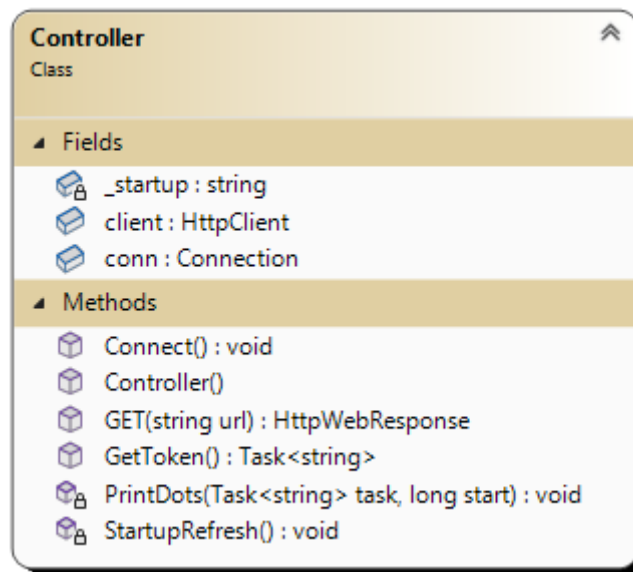 Controller
Class
Fields
_startup : string
client : HttpClient
conn : Connection
Methods
Connect() : void
Controller()
GET(string url) : HttpWebResponse
GetToken() : Task<string>
PrintDots(Task<string> task, long start) : void
StartupRefresh() : void